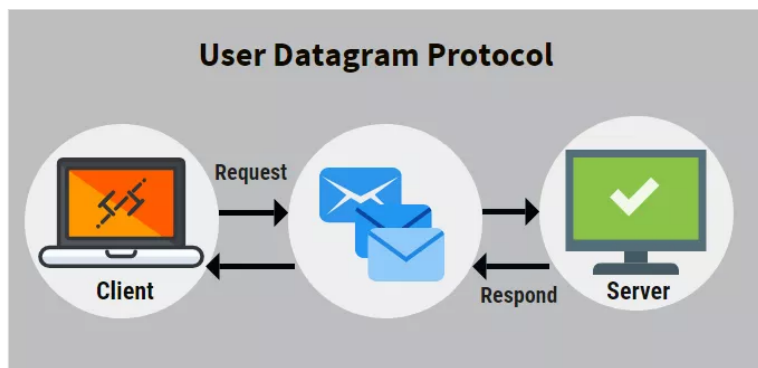 User Datagram Protocol
Request
Client
Respond
Server